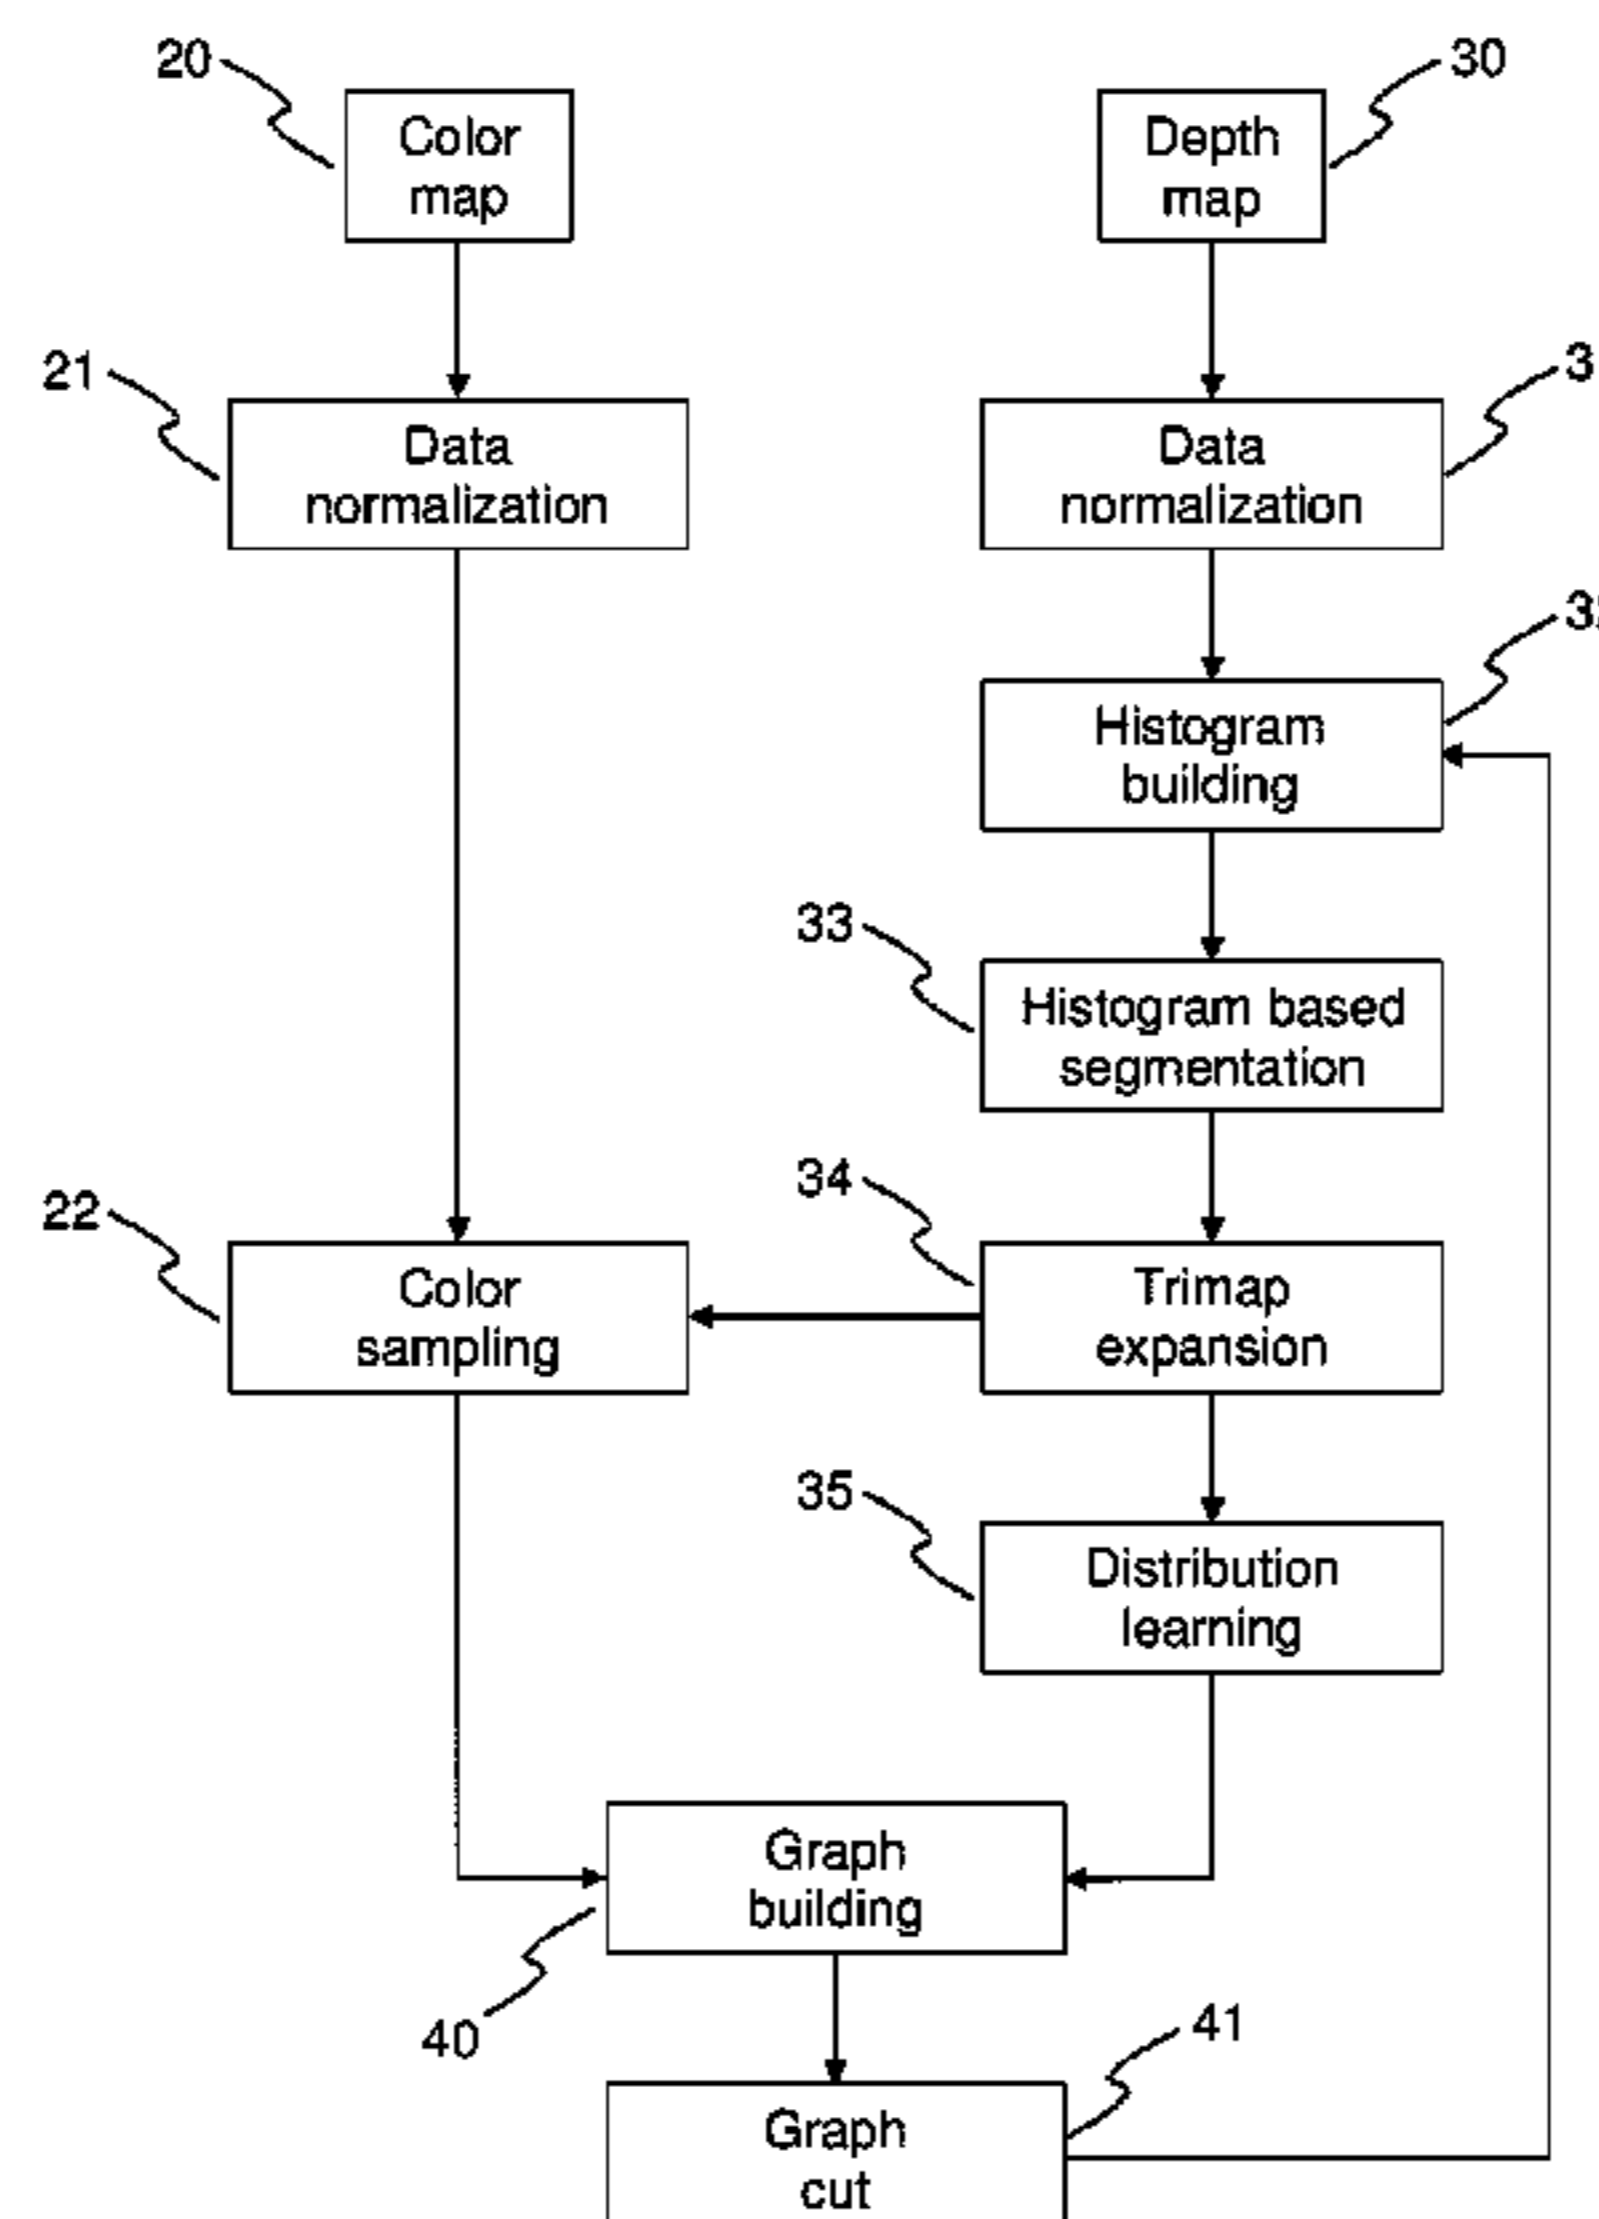 20
Color
map
30
Depth
map
21
Data
normalization
3
Data
normalization
Histogram
building
33
Histogram based
segmentation
22
Color
sampling
34
Trimap
expansion
35
Distribution
learning
Graph
building
40
41
Graph
cut